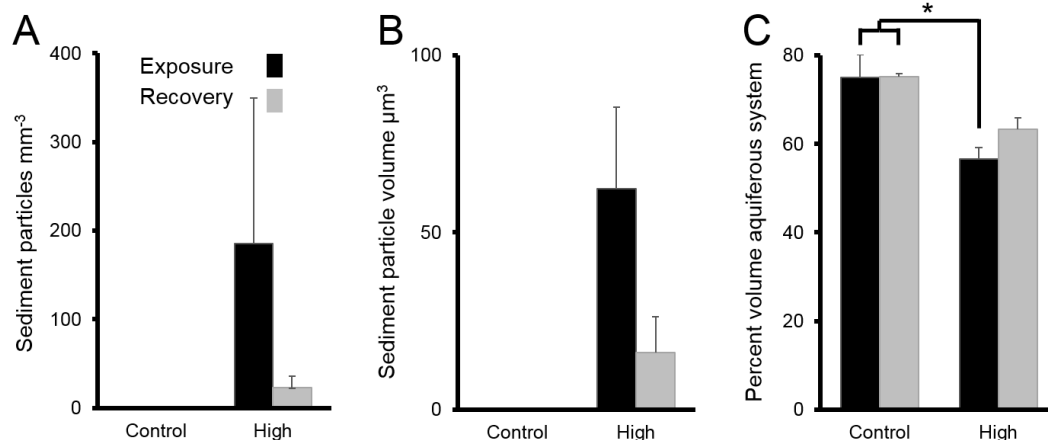 A
Sediment particles mm⁻³
400
300
200
100
0
Exposure
Recovery
Control High
B
Sediment particle volume µm³
100
50
0
Control High
C
*
Percent volume aquiferous system
80
60
40
20
0
Control High